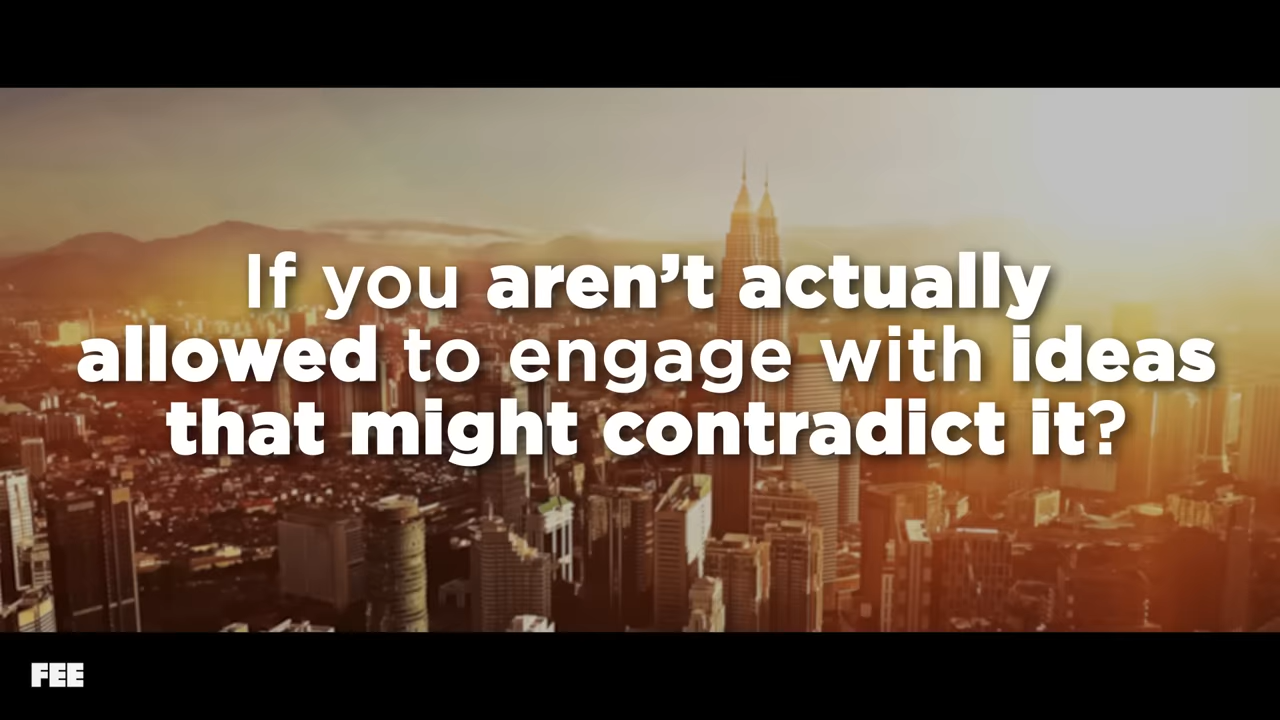 If you aren’t actually
allowed to engage with ideas
that might contradict it?
FEE